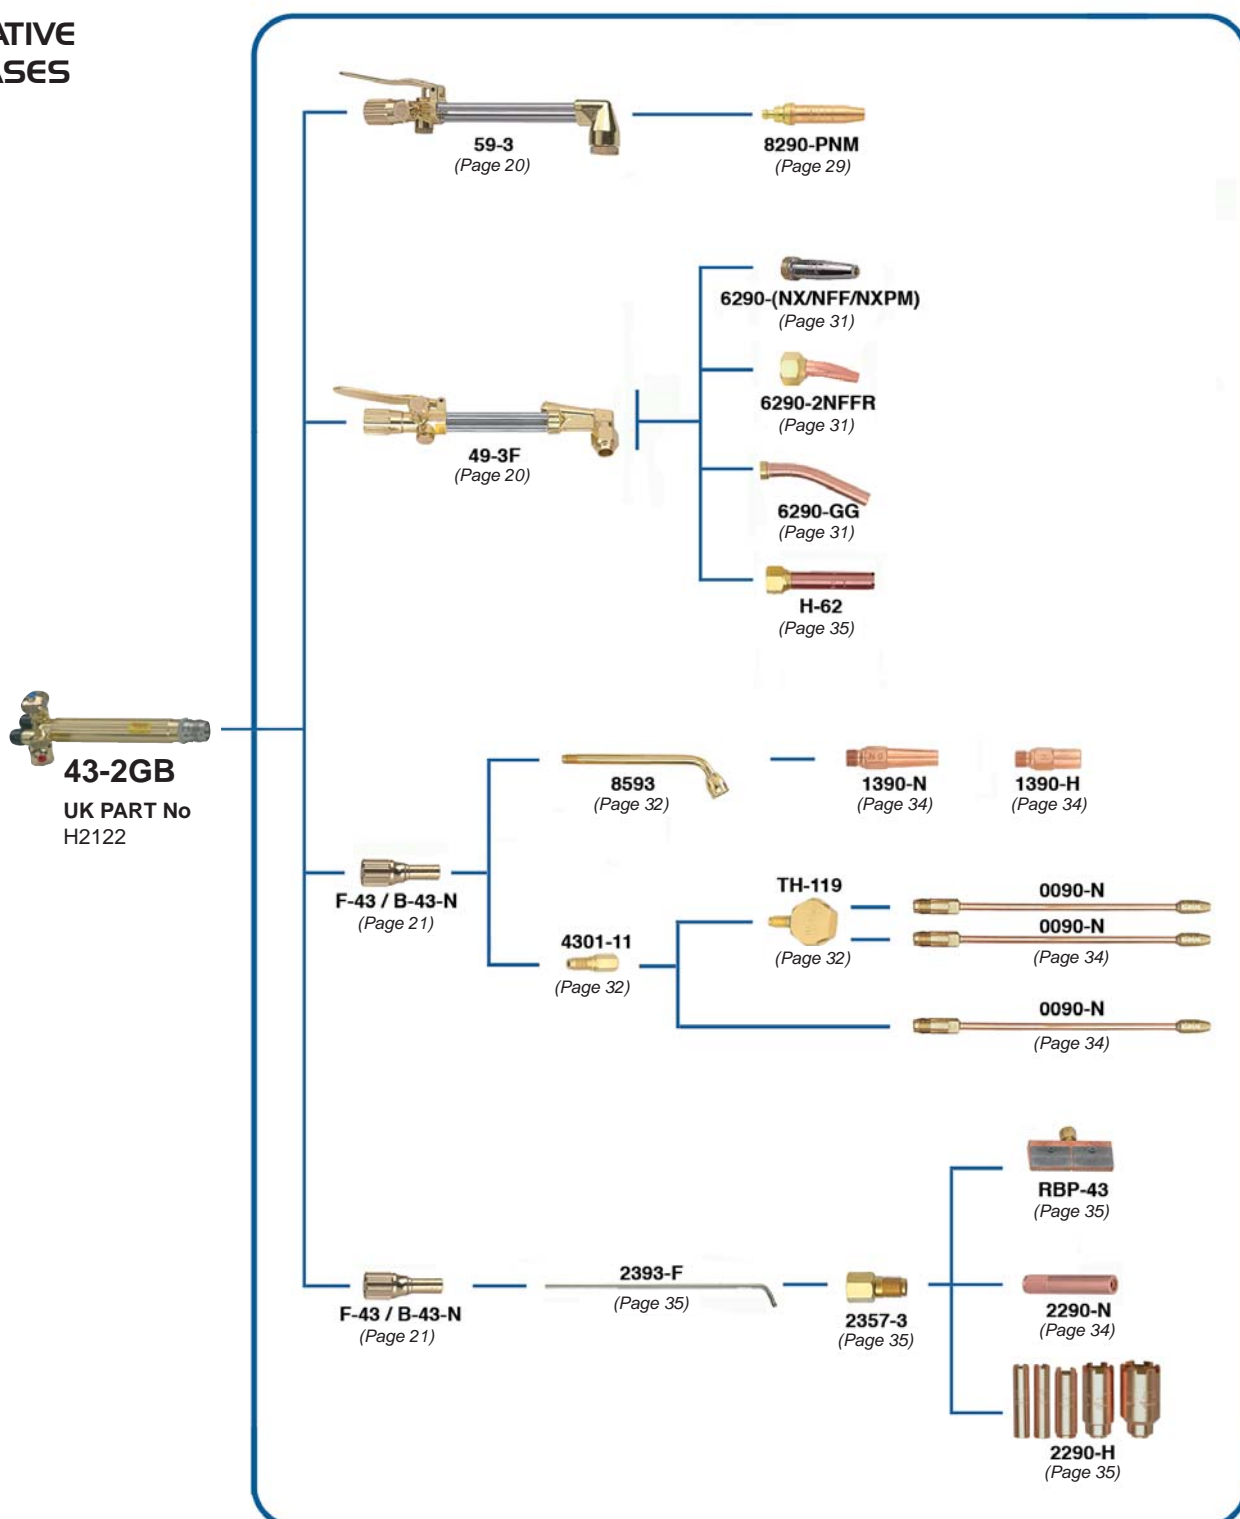 59-3
(Page 20)
8290-PNM
(Page 29)
6290-(NX/NFF/NXPM)
(Page 31)
6290-2NFFR
(Page 31)
49-3F
(Page 20)
6290-GG
(Page 31)
H-62
(Page 35)
43-2GB
UK PART No
H2122
8593
(Page 32)
1390-N
(Page 34)
1390-H
(Page 34)
F-43 / B-43-N
(Page 21)
TH-119
(Page 32)
4301-11
(Page 32)
0090-N
0090-N
(Page 34)
0090-N
(Page 34)
RBP-43
(Page 35)
F-43 / B-43-N
(Page 21)
2393-F
(Page 35)
2357-3
(Page 35)
2290-N
(Page 34)
2290-H
(Page 35)